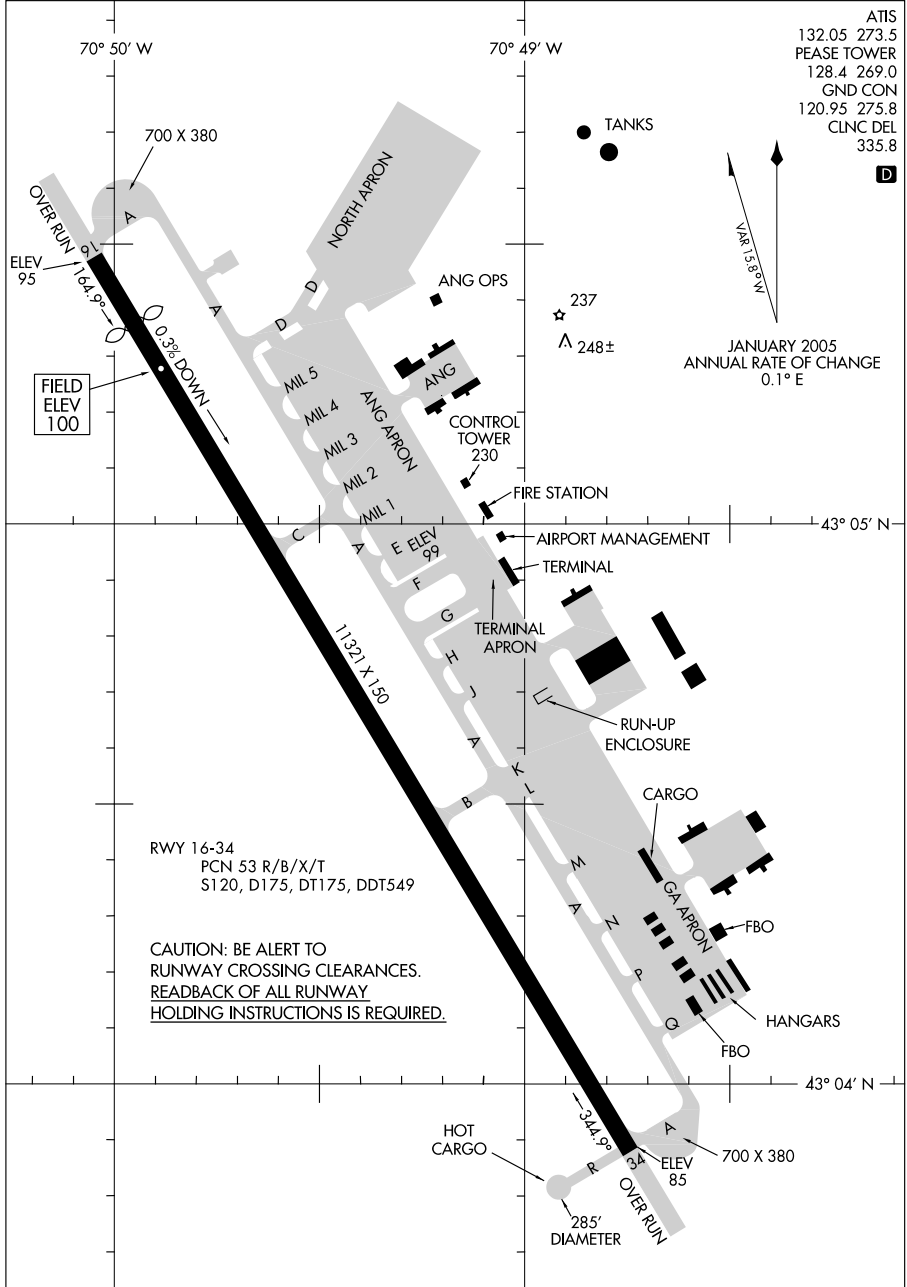 ATIS
132.05 273.5
PEASE TOWER
128.4 269.0
GND CON
120.95 275.8
CLNC DEL
335.8
D
70° 50' W
70° 49' W
700 X 380
TANKS
NORTH APRON
OVER RUN
A
16
ELEV
95
164.9°
0.3% DOWN
FIELD
ELEV
100
A
D
D
ANG OPS
237
248±
VAR 15.8° W
JANUARY 2005
ANNUAL RATE OF CHANGE
0.1° E
ANG
MIL 5
MIL 4
MIL 3
MIL 2
MIL 1
ANG APRON
CONTROL
TOWER
230
FIRE STATION
43° 05' N
AIRPORT MANAGEMENT
TERMINAL
C
A
E
ELEV
99
F
G
H
J
TERMINAL
APRON
11321 X 150
RUN-UP
ENCLOSURE
A
K
L
B
CARGO
RWY 16-34
PCN 53 R/B/X/T
S120, D175, DT175, DDT549
M
A
N
P
Q
GA APRON
FBO
CAUTION: BE ALERT TO
RUNWAY CROSSING CLEARANCES.
READBACK OF ALL RUNWAY
HOLDING INSTRUCTIONS IS REQUIRED.
HANGARS
FBO
43° 04' N
344.9°
HOT
CARGO
A
700 X 380
R
34
ELEV
85
OVER RUN
285'
DIAMETER